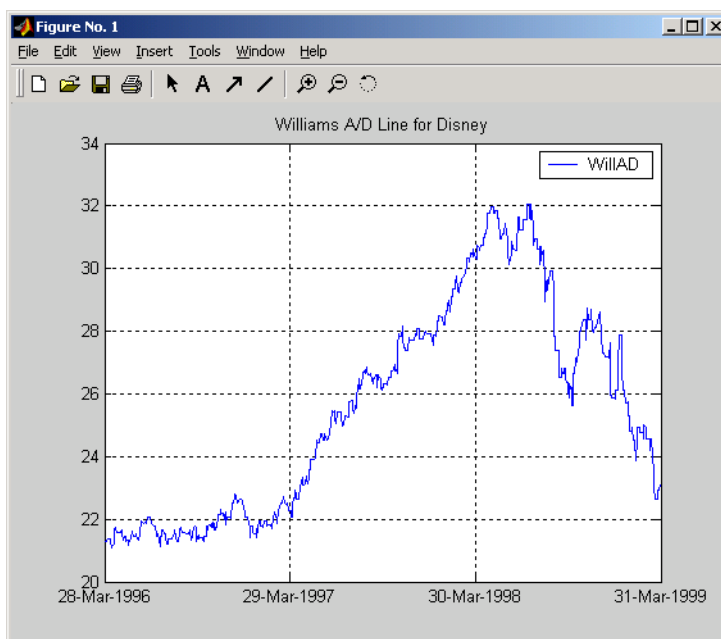 Figure No. 1
File Edit View Insert Tools Window Help
A
Williams A/D Line for Disney
34
WillAD
32
30
28
26
24
22
20
28-Mar-1996 29-Mar-1997 30-Mar-1998 31-Mar-1999